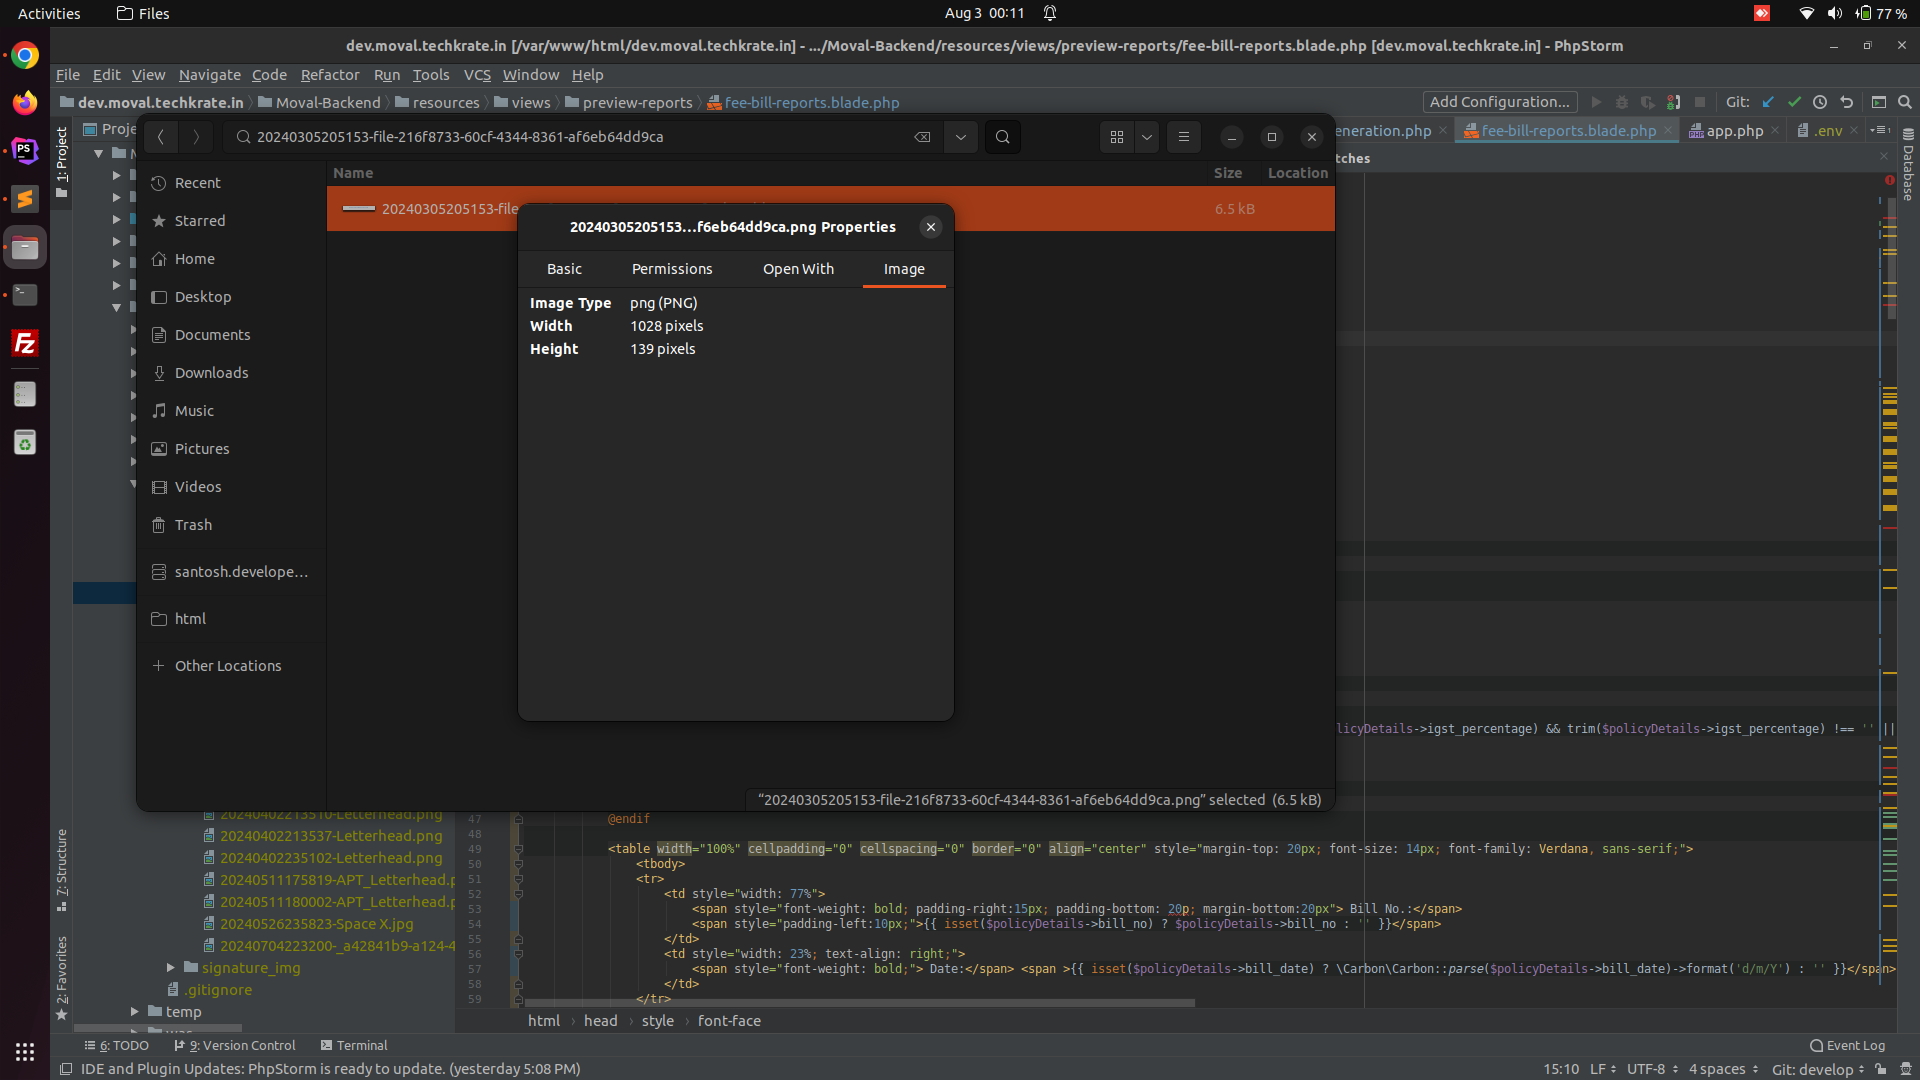 Activities
Files
Aug 3 00:11
77 %
dev.moval.techkrate.in [/var/www/html/dev.moval.techkrate.in] - .../Moval-Backend/resources/views/preview-reports/fee-bill-reports.blade.php [dev.moval.techkrate.in] - PhpStorm
File Edit View Navigate Code Refactor Run Tools VCS Window Help
dev.moval.techkrate.in Moval-Backend resources views preview-reports fee-bill-reports.blade.php
Add Configuration...
Git:
1: Project
Proje
20240305205153-file-216f8733-60cf-4344-8361-af6eb64dd9ca
eneration.php
fee-bill-reports.blade.php
app.php
.env
tches
Database
Name Size Location
20240305205153-file- 6.5 kB
Recent
Starred
Home
Desktop
Documents
Downloads
Music
Pictures
Videos
Trash
santosh.develope...
html
Other Locations
20240305205153...f6eb64dd9ca.png Properties
Basic Permissions Open With Image
Image Type png (PNG)
Width 1028 pixels
Height 139 pixels
licyDetails->igst_percentage) && trim($policyDetails->igst_percentage) !== '' ||
“20240305205153-file-216f8733-60cf-4344-8361-af6eb64dd9ca.png” selected (6.5 kB)
7: Structure
2: Favorites
20240402213510-Letterhead.png
20240402213537-Letterhead.png
20240402235102-Letterhead.png
20240511175819-APT_Letterhead.p
20240511180002-APT_Letterhead.p
20240526235823-Space X.jpg
20240704223200-_a42841b9-a124-4
signature_img
.gitignore
temp
47 @endif
48
49 <table width="100%" cellpadding="0" cellspacing="0" border="0" align="center" style="margin-top: 20px; font-size: 14px; font-family: Verdana, sans-serif;">
50 <tbody>
51 <tr>
52 <td style="width: 77%">
53 <span style="font-weight: bold; padding-right:15px; padding-bottom: 20p; margin-bottom:20px"> Bill No.:</span>
54 <span style="padding-left:10px;">{{ isset($policyDetails->bill_no) ? $policyDetails->bill_no : '' }}</span>
55 </td>
56 <td style="width: 23%; text-align: right;">
57 <span style="font-weight: bold;"> Date:</span> <span >{{ isset($policyDetails->bill_date) ? \Carbon\Carbon::parse($policyDetails->bill_date)->format('d/m/Y') : '' }}</span>
58 </td>
59 </tr>
html head style font-face
6: TODO
9: Version Control
Terminal
Event Log
IDE and Plugin Updates: PhpStorm is ready to update. (yesterday 5:08 PM)
15:10 LF UTF-8 4 spaces Git: develop